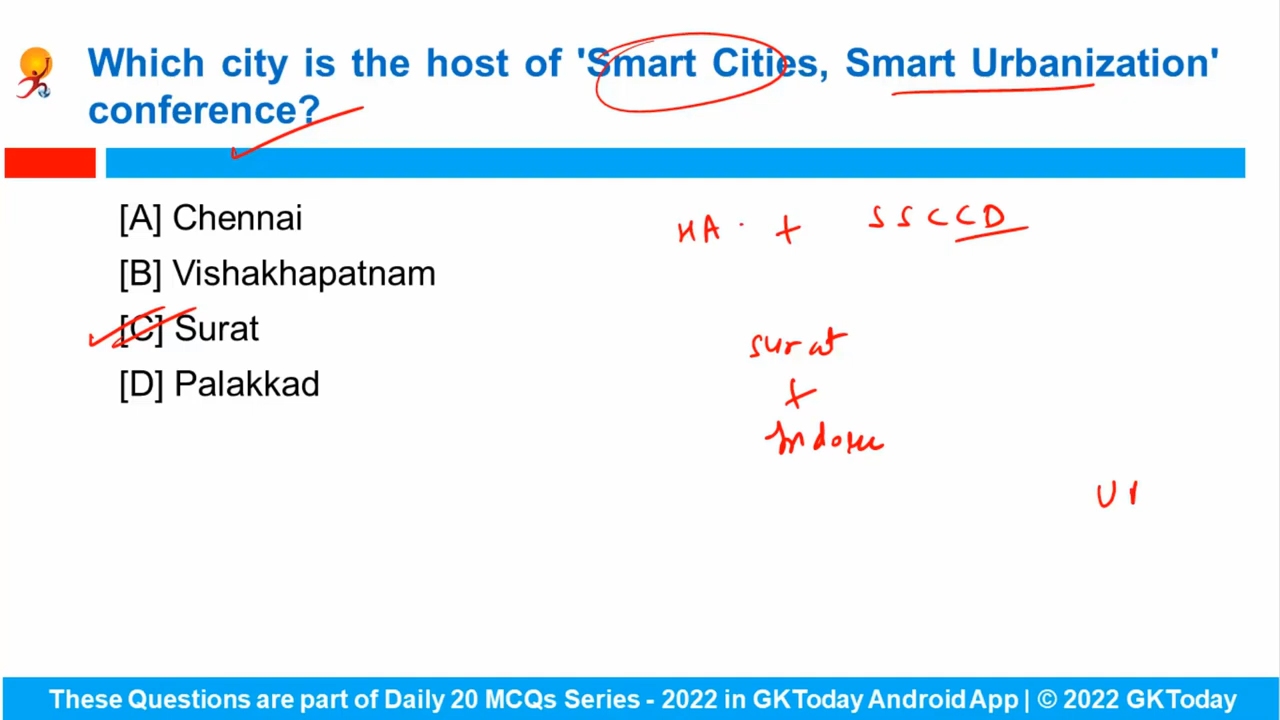 Which city is the host of 'Smart Cities, Smart Urbanization'
conference?
[A] Chennai
[B] Vishakhapatnam
[C] Surat
[D] Palakkad
HA + SSCCD
surat
+
Indore
U
These Questions are part of Daily 20 MCQs Series - 2022 in GKToday Android App | © 2022 GKToday